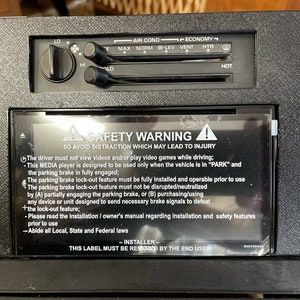 AIR COND ECONOMY
MAX NORM BI-LEV VENT HTR
LO HOT
SAFETY WARNING
TO AVOID DISTRACTION WHICH MAY LEAD TO INJURY
- The driver must not view videos and/or play video games while driving;
- This MEDIA player is designed to be used only when the vehicle is in "PARK" and
the parking brake in fully engaged;
- The parking brake lock-out feature must be fully installed and operable prior to use
- The parking brake lock-out feature must not be disrupted/neutralized
by (A) partially engaging the parking brake, or (B) purchasing/using
any device or unit designed to send necessary brake signals to defeat
the lock-out feature;
- Please read the installation / owner's manual regarding installation and safety features
prior to use
- Abide all Local, State and Federal laws
– INSTALLER –
THIS LABEL MUST BE REMOVED BY THE END USER